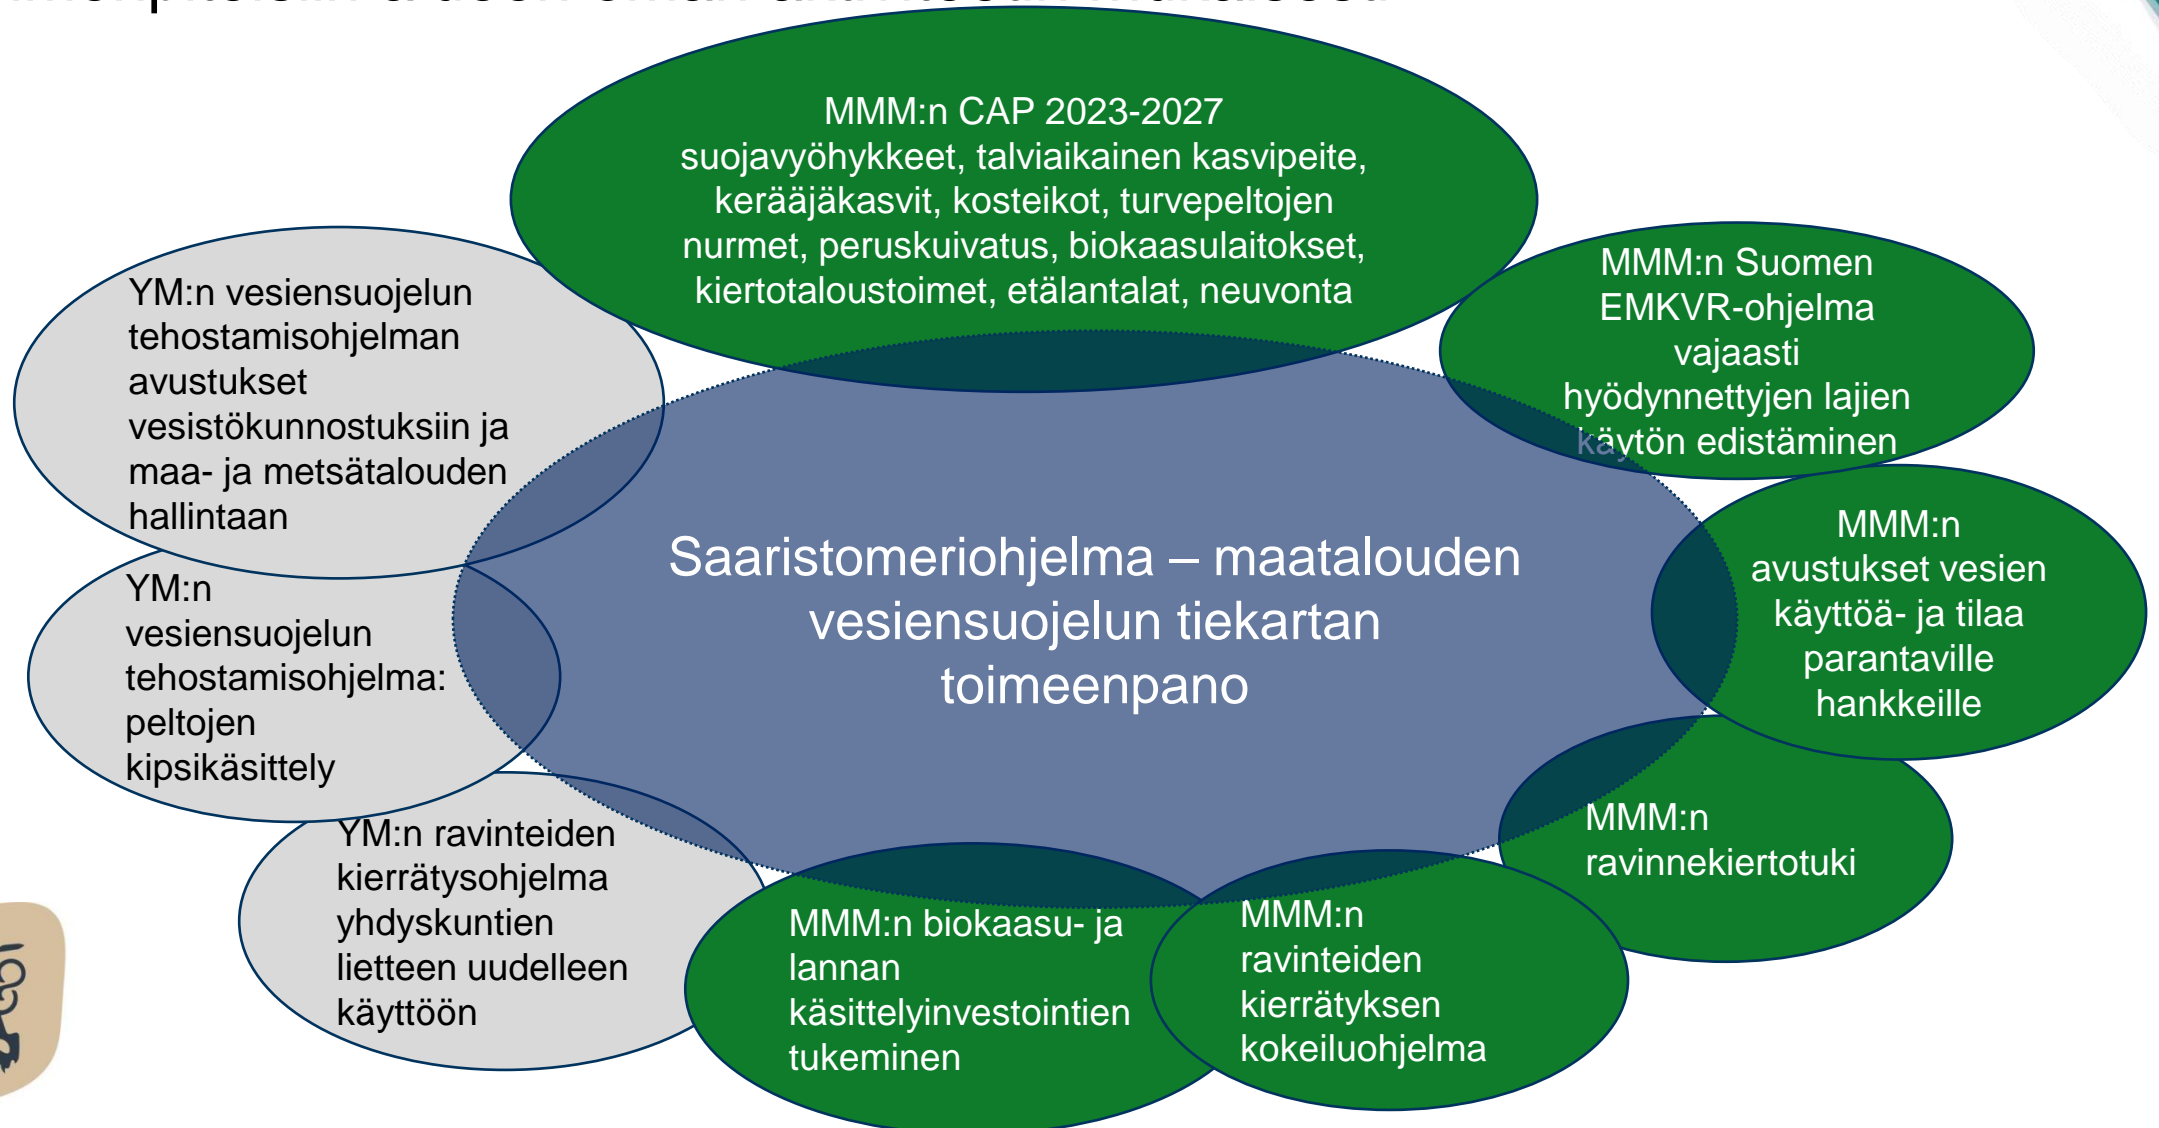 MMM:n CAP 2023-2027
suojavyöhykkeet, talviaikainen kasvipeite,
kerääjäkasvit, kosteikot, turvepeltojen
nurmet, peruskuivatus, biokaasulaitokset,
kiertotaloustoimet, etälantalat, neuvonta
YM:n vesiensuojelun
tehostamisohjelman
avustukset
vesistökunnostuksiin ja
maa- ja metsätalouden
hallintaan
MMM:n Suomen
EMKVR-ohjelma
vajaasti
hyödynnettyjen lajien
käytön edistäminen
MMM:n
avustukset vesien
käyttöä- ja tilaa
parantaville
hankkeille
Saaristomeriohjelma – maatalouden
vesiensuojelun tiekartan
toimeenpano
YM:n
vesiensuojelun
tehostamisohjelma:
peltojen
kipsikäsittely
MMM:n
ravinnekiertotuki
YM:n ravinteiden
kierrätysohjelma
yhdyskuntien
lietteen uudelleen
käyttöön
MMM:n biokaasu- ja
lannan
käsittelyinvestointien
tukeminen
MMM:n
ravinteiden
kierrätyksen
kokeiluohjelma